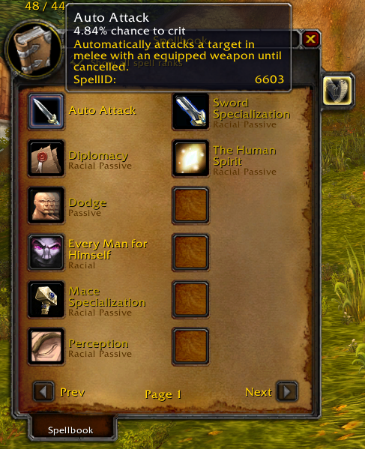 48 / 44
Auto Attack
4.84% chance to crit
Automatically attacks a target in
melee with an equipped weapon until
cancelled.
SpellID: 6603
Auto Attack
Sword
Specialization
Racial Passive
Diplomacy
Racial Passive
The Human
Spirit
Racial Passive
Dodge
Passive
Every Man for
Himself
Racial
Mace
Specialization
Racial Passive
Perception
Racial Passive
Prev
Page 1
Next
Spellbook